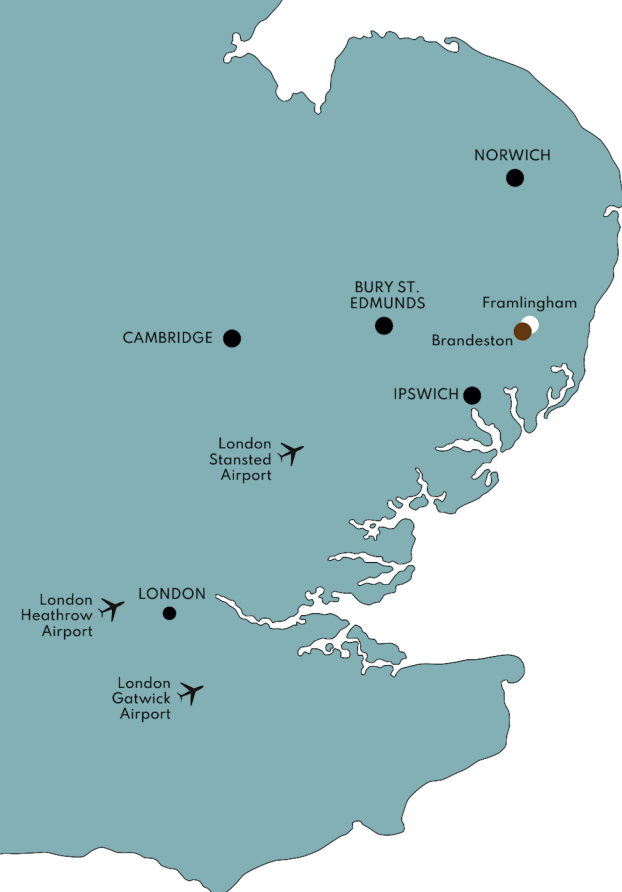 NORWICH
BURY ST.
EDMUNDS
Framlingham
CAMBRIDGE
Brandeston
IPSWICH
London
Stansted
Airport
London
Heathrow
Airport
LONDON
London
Gatwick
Airport